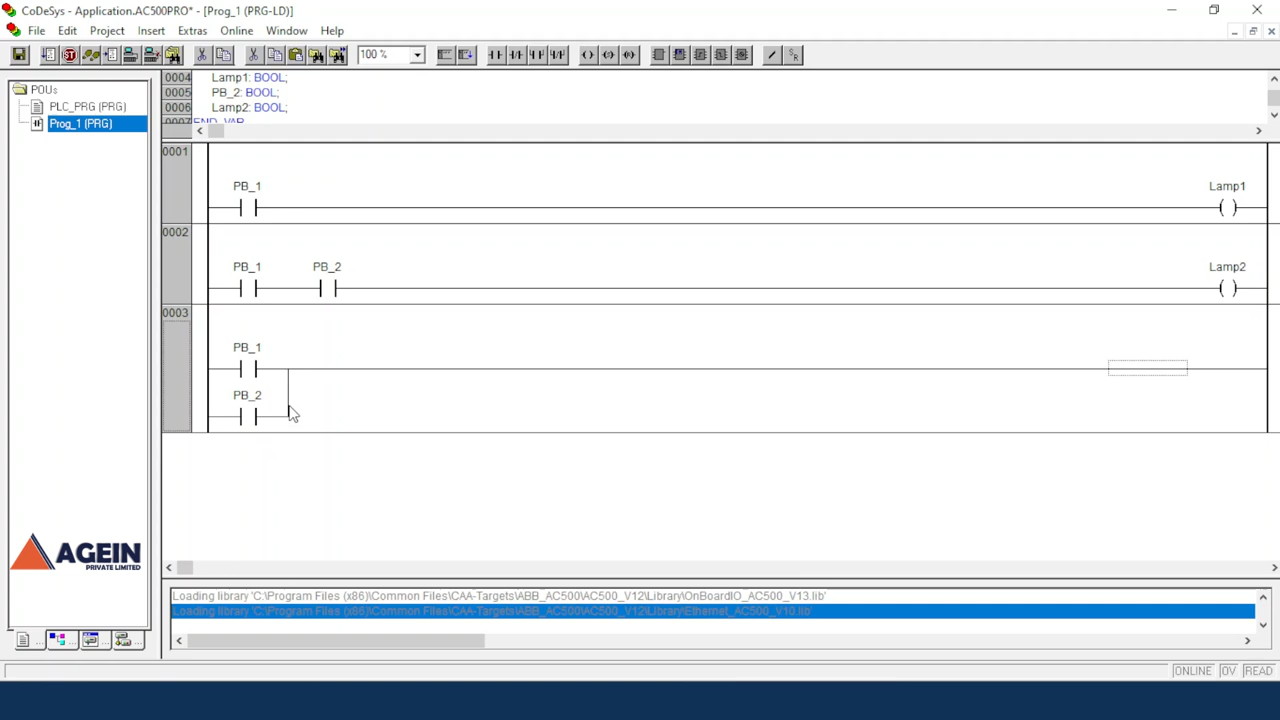 CoDeSys - Application.AC500PRO* - [Prog_1 (PRG-LD)]
File Edit Project Insert Extras Online Window Help
100 %
POUs
PLC_PRG (PRG)
Prog_1 (PRG)
0004 Lamp1: BOOL;
0005 PB_2: BOOL;
0006 Lamp2: BOOL;
0007 END_VAR
0001
PB_1 Lamp1
0002
PB_1 PB_2 Lamp2
0003
PB_1
PB_2
AGEIN
PRIVATE LIMITED
Loading library 'C:\Program Files (x86)\Common Files\CAA-Targets\ABB_AC500\AC500_V12\Library\OnBoardIO_AC500_V13.lib'
Loading library 'C:\Program Files (x86)\Common Files\CAA-Targets\ABB_AC500\AC500_V12\Library\Ethernet_AC500_V10.lib'
ONLINE OV READ